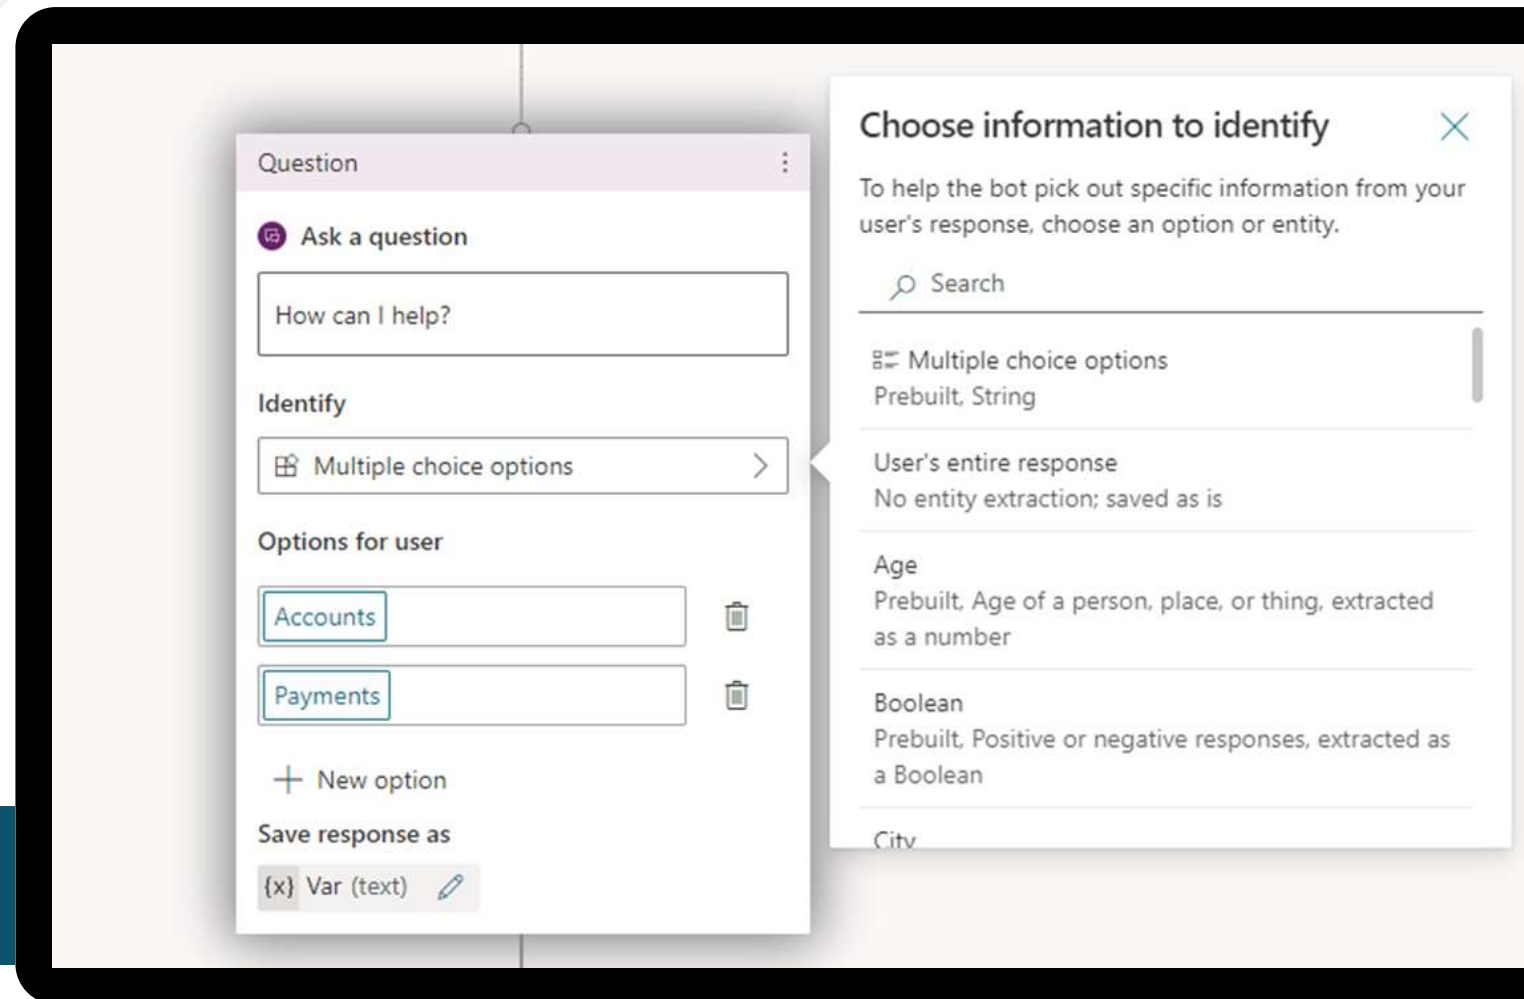 Question
Ask a question
How can I help?
Identify
Multiple choice options
Options for user
Accounts
Payments
New option
Save response as
{x} Var (text)
Choose information to identify
To help the bot pick out specific information from your
user's response, choose an option or entity.
Search
Multiple choice options
Prebuilt, String
User's entire response
No entity extraction; saved as is
Age
Prebuilt, Age of a person, place, or thing, extracted
as a number
Boolean
Prebuilt, Positive or negative responses, extracted as
a Boolean
City